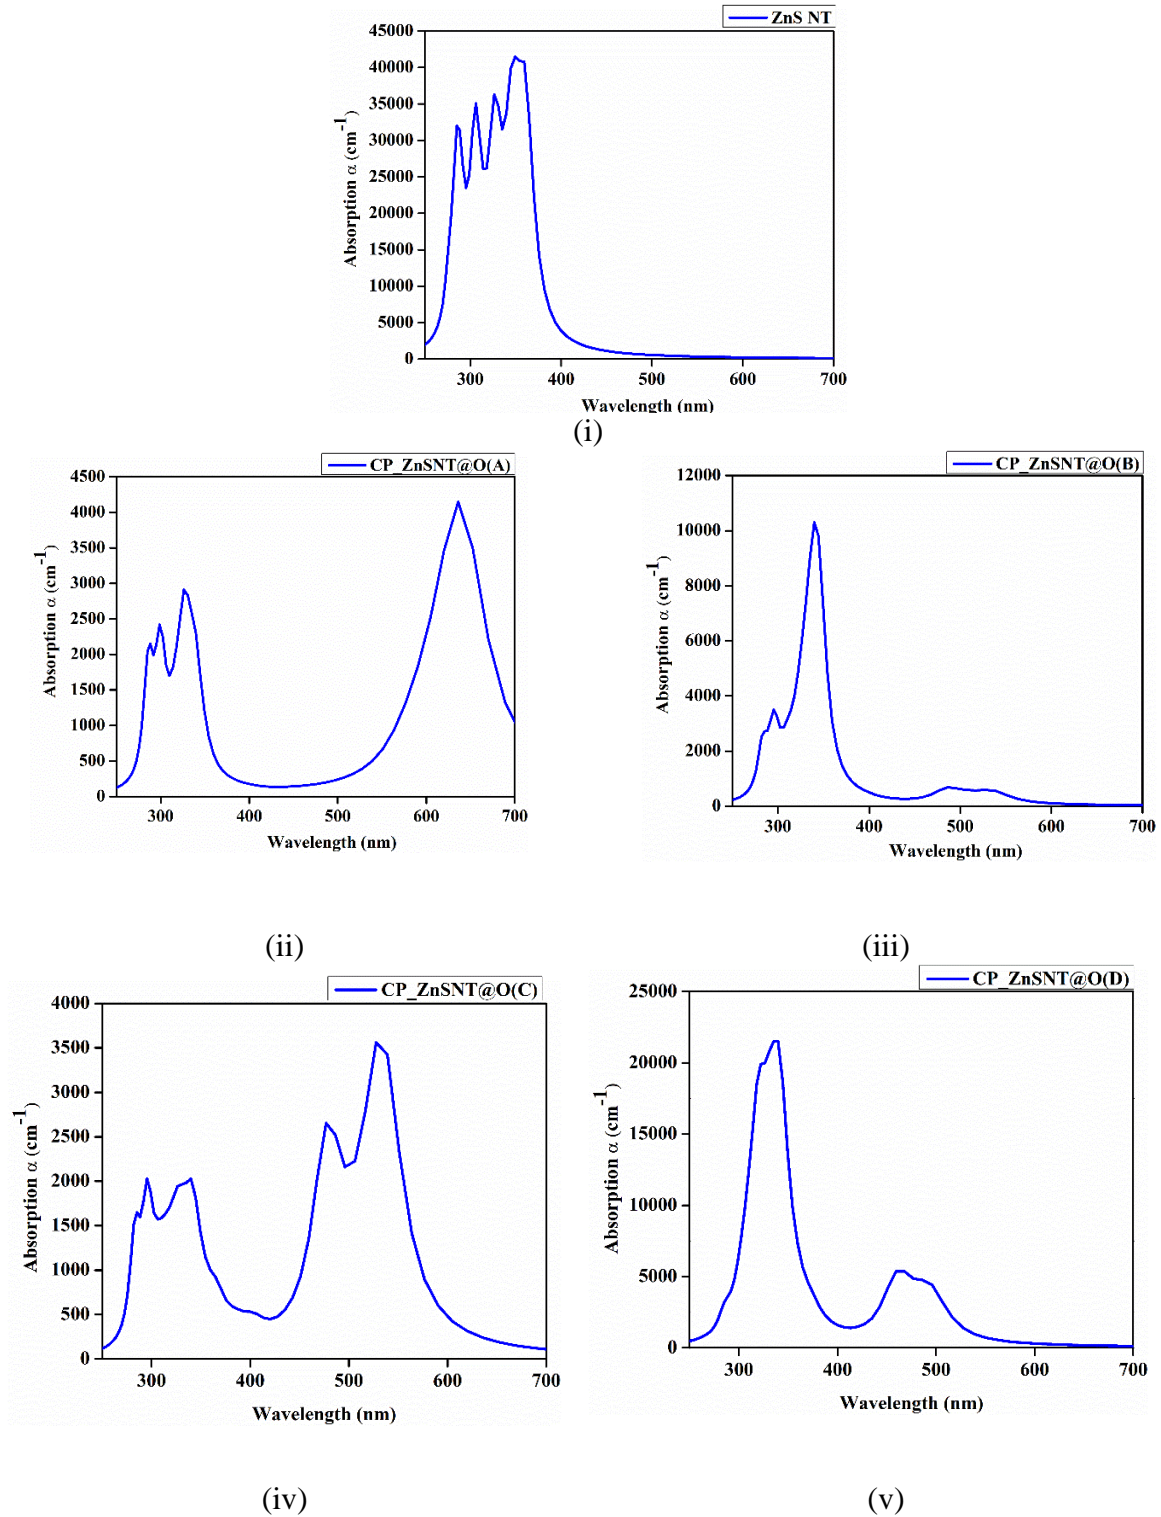 ZnS NT
45000
40000
35000
30000
25000
20000
15000
10000
5000
0
Absorption α (cm⁻¹)
300 400 500 600 700
Wavelength (nm)
(i)
CP_ZnSNT@O(A)
4500
4000
3500
3000
2500
2000
1500
1000
500
0
Absorption α (cm⁻¹)
300 400 500 600 700
Wavelength (nm)
(ii)
CP_ZnSNT@O(B)
12000
10000
8000
6000
4000
2000
0
Absorption α (cm⁻¹)
300 400 500 600 700
Wavelength (nm)
(iii)
CP_ZnSNT@O(C)
4000
3500
3000
2500
2000
1500
1000
500
0
Absorption α (cm⁻¹)
300 400 500 600 700
Wavelength (nm)
(iv)
CP_ZnSNT@O(D)
25000
20000
15000
10000
5000
0
Absorption α (cm⁻¹)
300 400 500 600 700
Wavelength (nm)
(v)